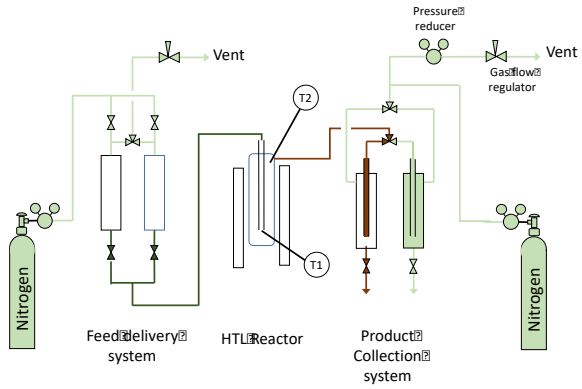 Pressure
reducer
Vent
Vent
Gas flow
regulator
T2
T1
Nitrogen
Nitrogen
Feed delivery
system
HTL Reactor
Product
Collection
system